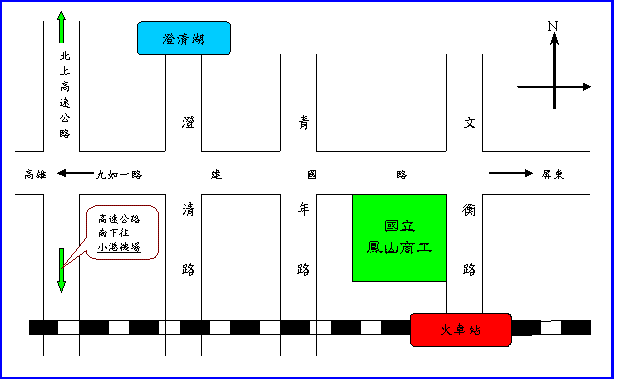 澄清湖
N
北上高速公路
澄清路
青年路
文衡路
高雄
九如一路
建國路
屏東
高速公路
南下往
小港機場
國立
鳳山商工
火車站